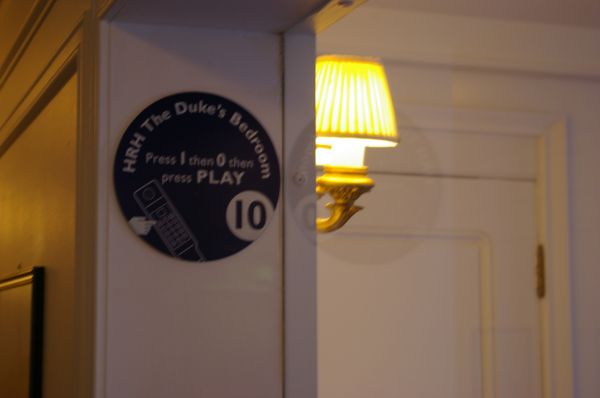 HRH The Duke's Bedroom
Press 1 then 0 then
press PLAY
10